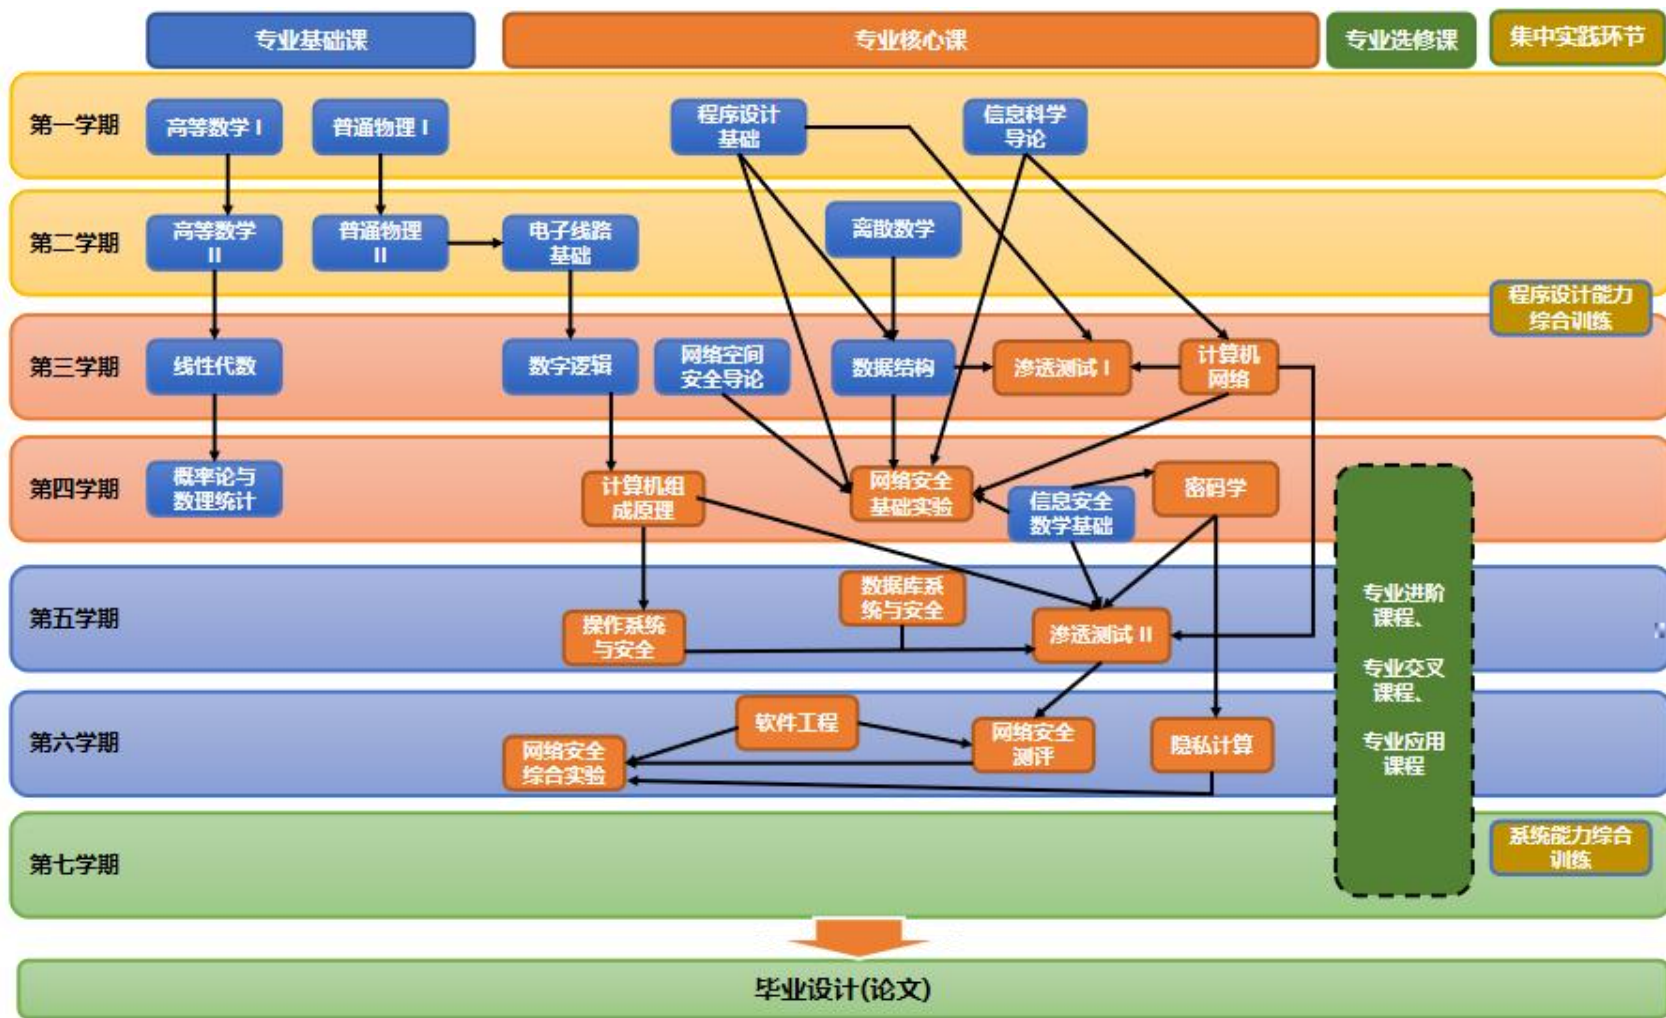 专业基础课
专业核心课
专业选修课
集中实践环节
第一学期
高等数学 I
普通物理 I
程序设计
基础
信息科学
导论
第二学期
高等数学
II
普通物理
II
电子线路
基础
离散数学
程序设计能力
综合训练
第三学期
线性代数
数字逻辑
网络空间
安全导论
数据结构
渗透测试 I
计算机
网络
第四学期
概率论与
数理统计
计算机组
成原理
网络安全
基础实验
信息安全
数学基础
密码学
第五学期
操作系统
与安全
数据库系
统与安全
渗透测试 II
专业进阶
课程、
专业交叉
课程、
专业应用
课程
第六学期
网络安全
综合实验
软件工程
网络安全
测评
隐私计算
第七学期
系统能力综合
训练
毕业设计(论文)